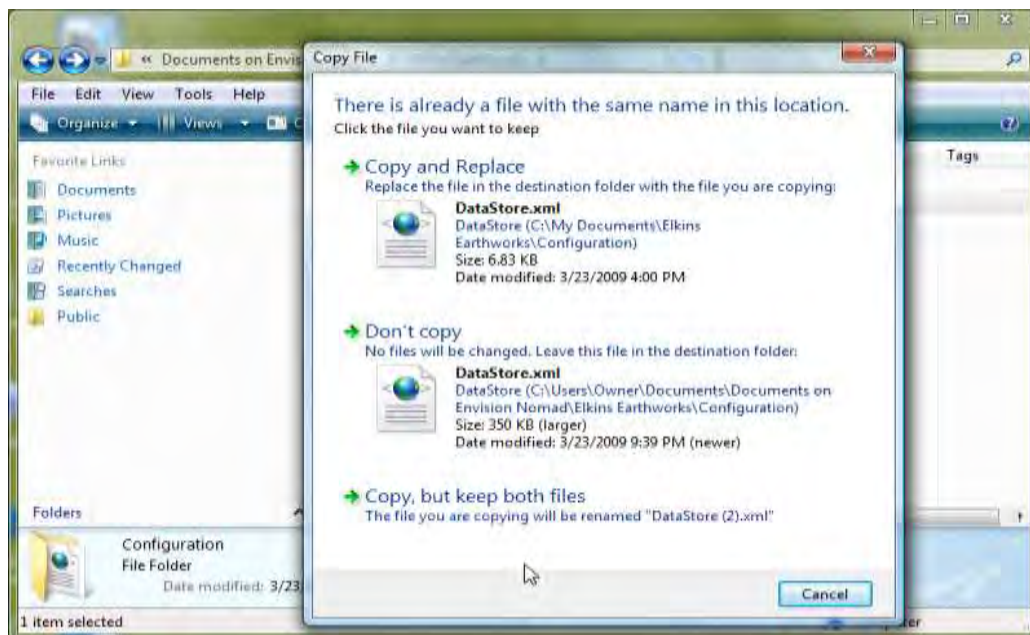 « Documents on Envis
File Edit View Tools Help
Organize Views C
Favorite Links
Documents
Pictures
Music
Recently Changed
Searches
Public
Folders
Configuration
File Folder
Date modified: 3/23
1 item selected
Copy File
There is already a file with the same name in this location.
Click the file you want to keep
Copy and Replace
Replace the file in the destination folder with the file you are copying:
DataStore.xml
DataStore (C:\My Documents\Elkins
Earthworks\Configuration)
Size: 6.83 KB
Date modified: 3/23/2009 4:00 PM
Don't copy
No files will be changed. Leave this file in the destination folder:
DataStore.xml
DataStore (C:\Users\Owner\Documents\Documents on
Envision Nomad\Elkins Earthworks\Configuration)
Size: 350 KB (larger)
Date modified: 3/23/2009 9:39 PM (newer)
Copy, but keep both files
The file you are copying will be renamed "DataStore (2).xml"
Cancel
Tags